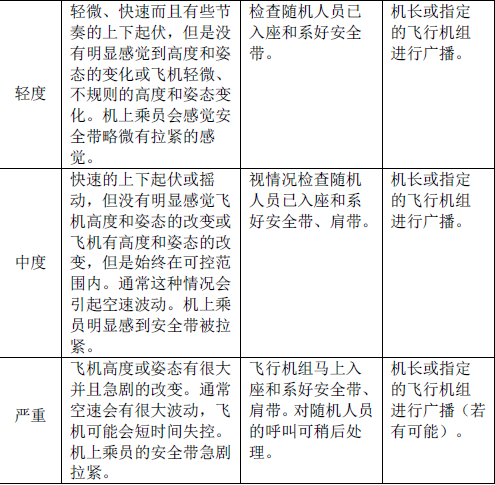 轻度
轻微、快速而且有些节
奏的上下起伏，但是没
有明显感觉到高度和姿
态的变化或飞机轻微、
不规则的高度和姿态变
化。机上乘员会感觉安
全带略微有拉紧的感
觉。
检查随机人员已
入座和系好安全
带。
机长或指定
的飞行机组
进行广播。
中度
快速的上下起伏或摇
动，但没有明显感觉飞
机高度和姿态的改变或
飞机有高度和姿态的改
变，但是始终在可控范
围内。通常这种情况会
引起空速波动。机上乘
员明显感到安全带被拉
紧。
视情况检查随机
人员已入座和系
好安全带、肩带。
机长或指定
的飞行机组
进行广播。
严重
飞机高度或姿态有很大
并且急剧的改变。通常
空速会有很大波动，飞
机可能会短时间失控。
机上乘员的安全带急剧
拉紧。
飞行机组马上入
座和系好安全带、
肩带。对随机人员
的呼叫可稍后处
理。
机长或指定
的飞行机组
进行广播（若
有可能）。